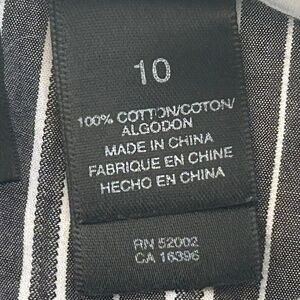 10
100% COTTON/COTON/
ALGODON
MADE IN CHINA
FABRIQUE EN CHINE
HECHO EN CHINA
RN 52002
CA 16396